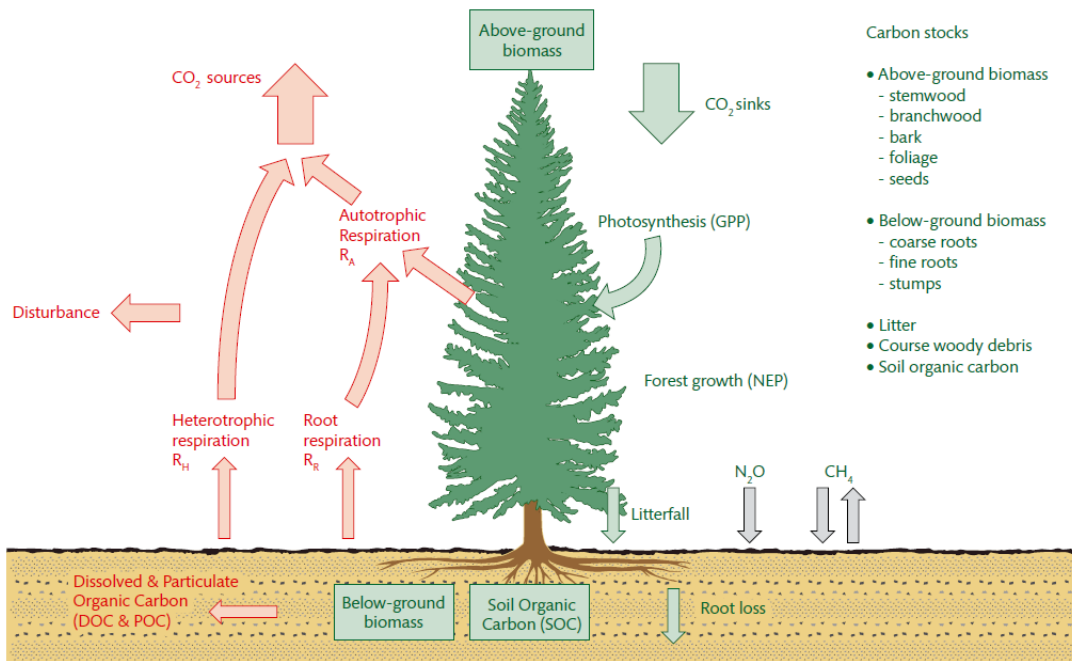 Above-ground
biomass
CO₂ sources
CO₂ sinks
Autotrophic
Respiration
R_A
Photosynthesis (GPP)
Disturbance
Forest growth (NEP)
Heterotrophic
respiration
R_H
Root
respiration
R_R
N₂O
CH₄
Litterfall
Dissolved & Particulate
Organic Carbon
(DOC & POC)
Below-ground
biomass
Soil Organic
Carbon (SOC)
Root loss
Carbon stocks
• Above-ground biomass
- stemwood
- branchwood
- bark
- foliage
- seeds
• Below-ground biomass
- coarse roots
- fine roots
- stumps
• Litter
• Course woody debris
• Soil organic carbon